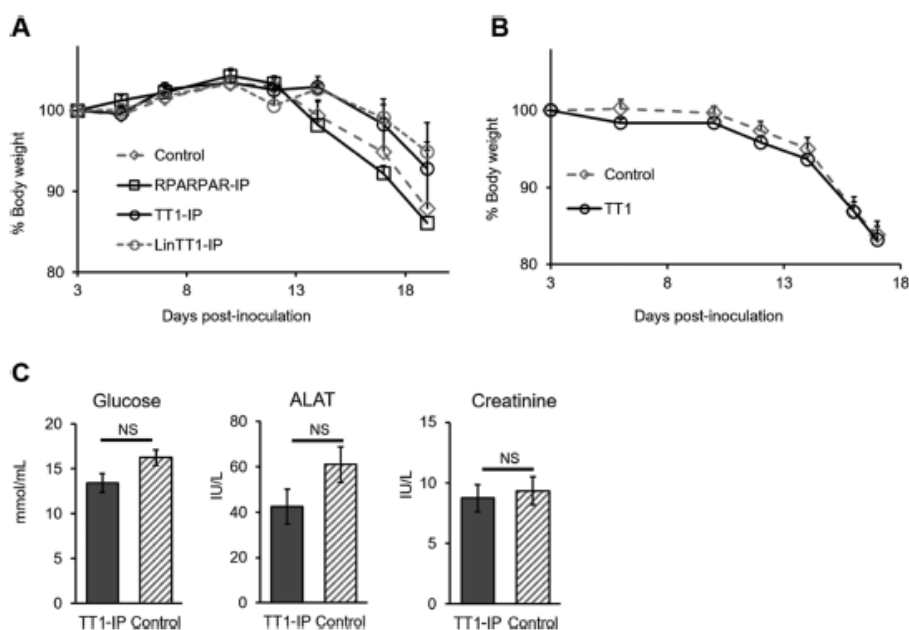 A
% Body weight
100
90
80
3
8
13
18
Days post-inoculation
Control
RPARPAR-IP
TT1-IP
LinTT1-IP
B
% Body weight
100
90
80
3
8
13
18
Days post-inoculation
Control
TT1
C
Glucose
mmol/mL
20
15
10
5
0
NS
TT1-IP Control
ALAT
IU/L
80
60
40
20
0
NS
TT1-IP Control
Creatinine
IU/L
15
10
5
0
NS
TT1-IP Control